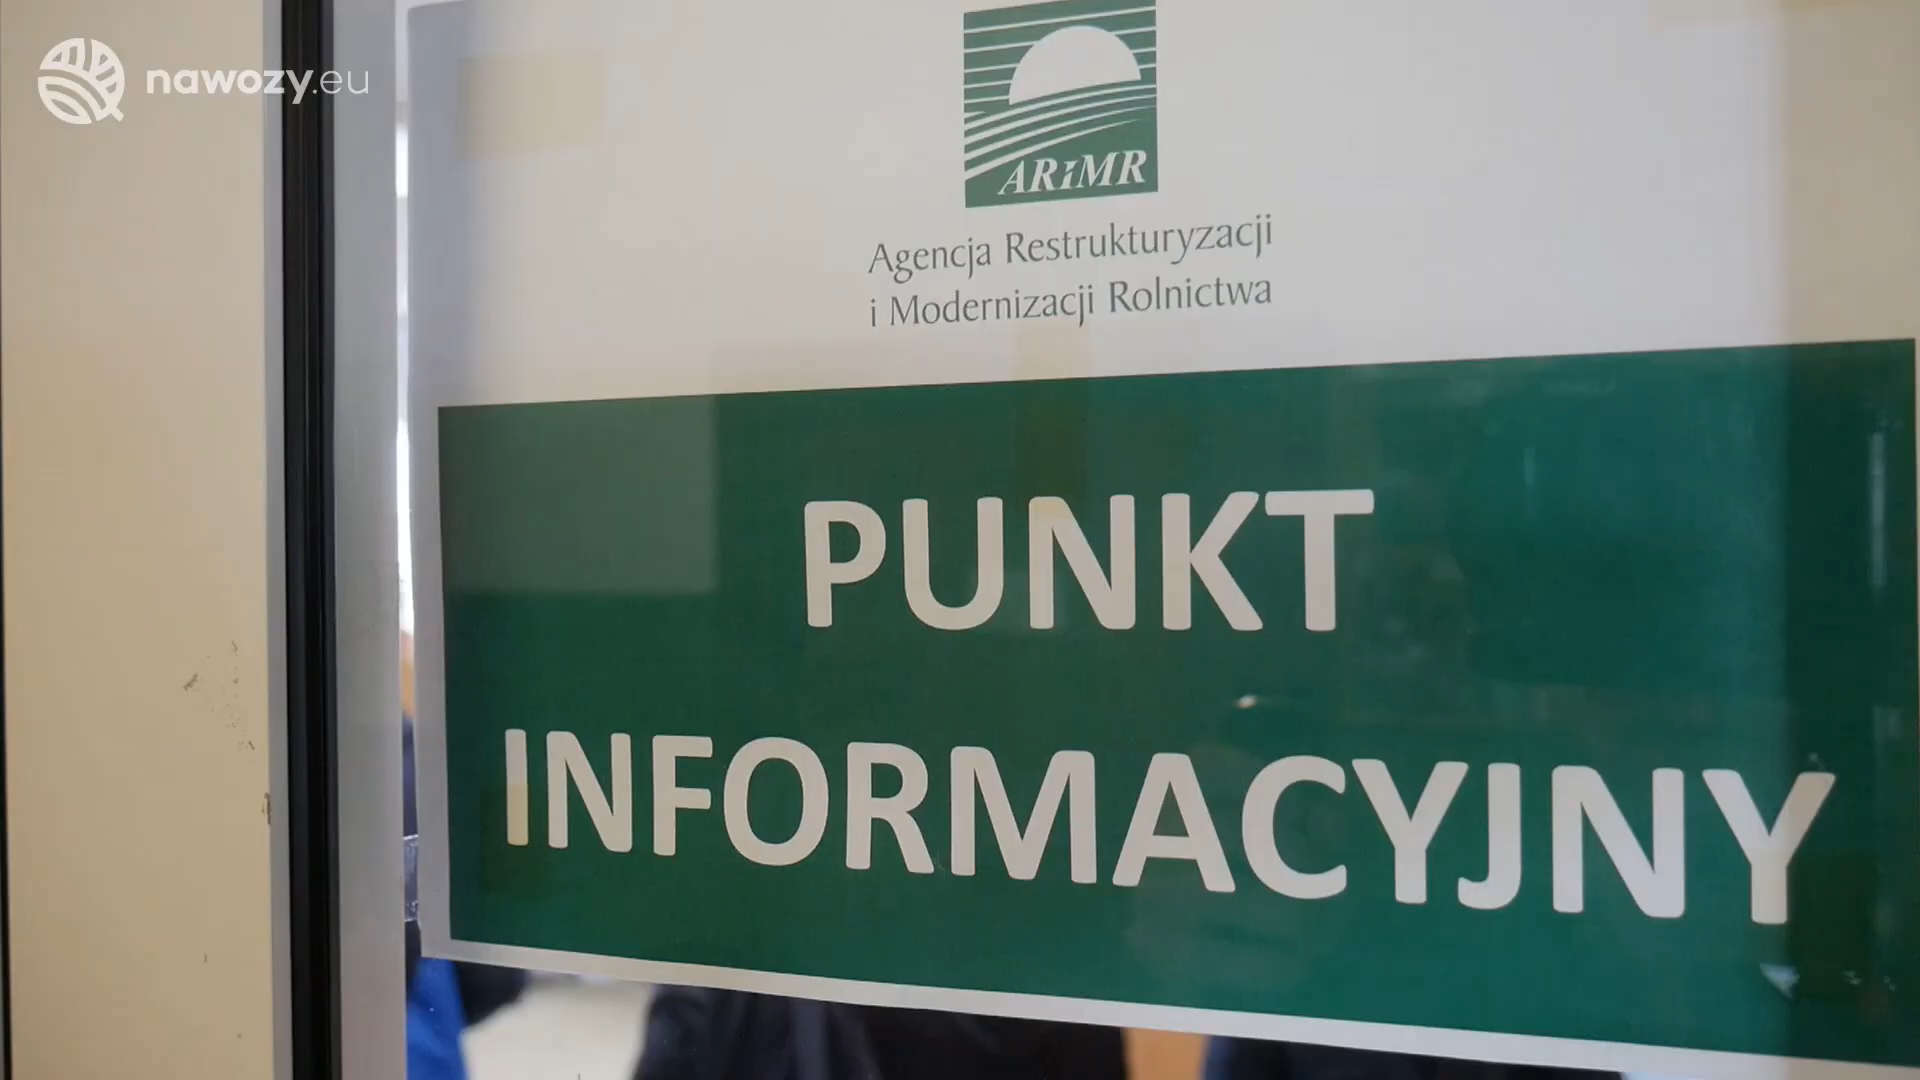 nawozy.eu
ARiMR
Agencja Restrukturyzacji
i Modernizacji Rolnictwa
PUNKT
INFORMACYJNY